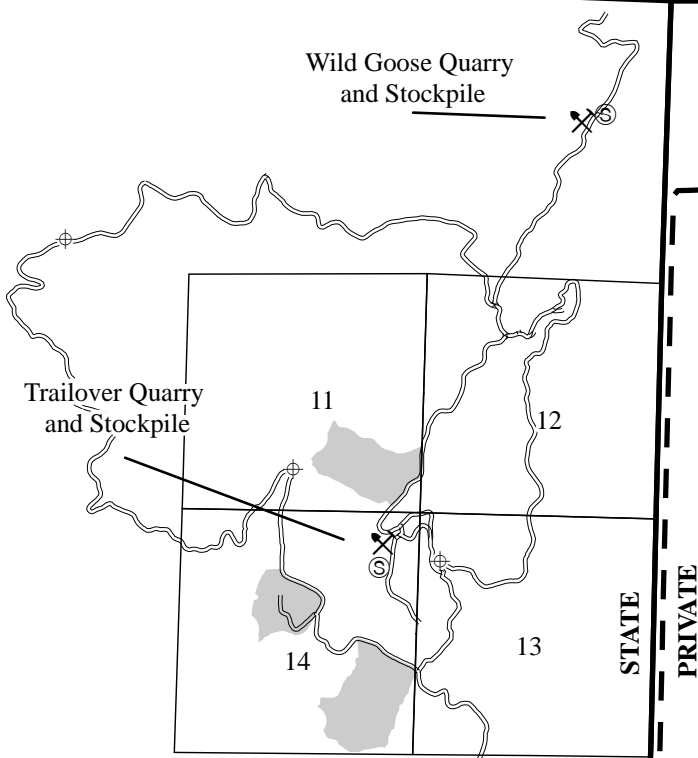 Wild Goose Quarry
and Stockpile
S
Trailover Quarry
and Stockpile
11
12
S
14
13
STATE
PRIVATE